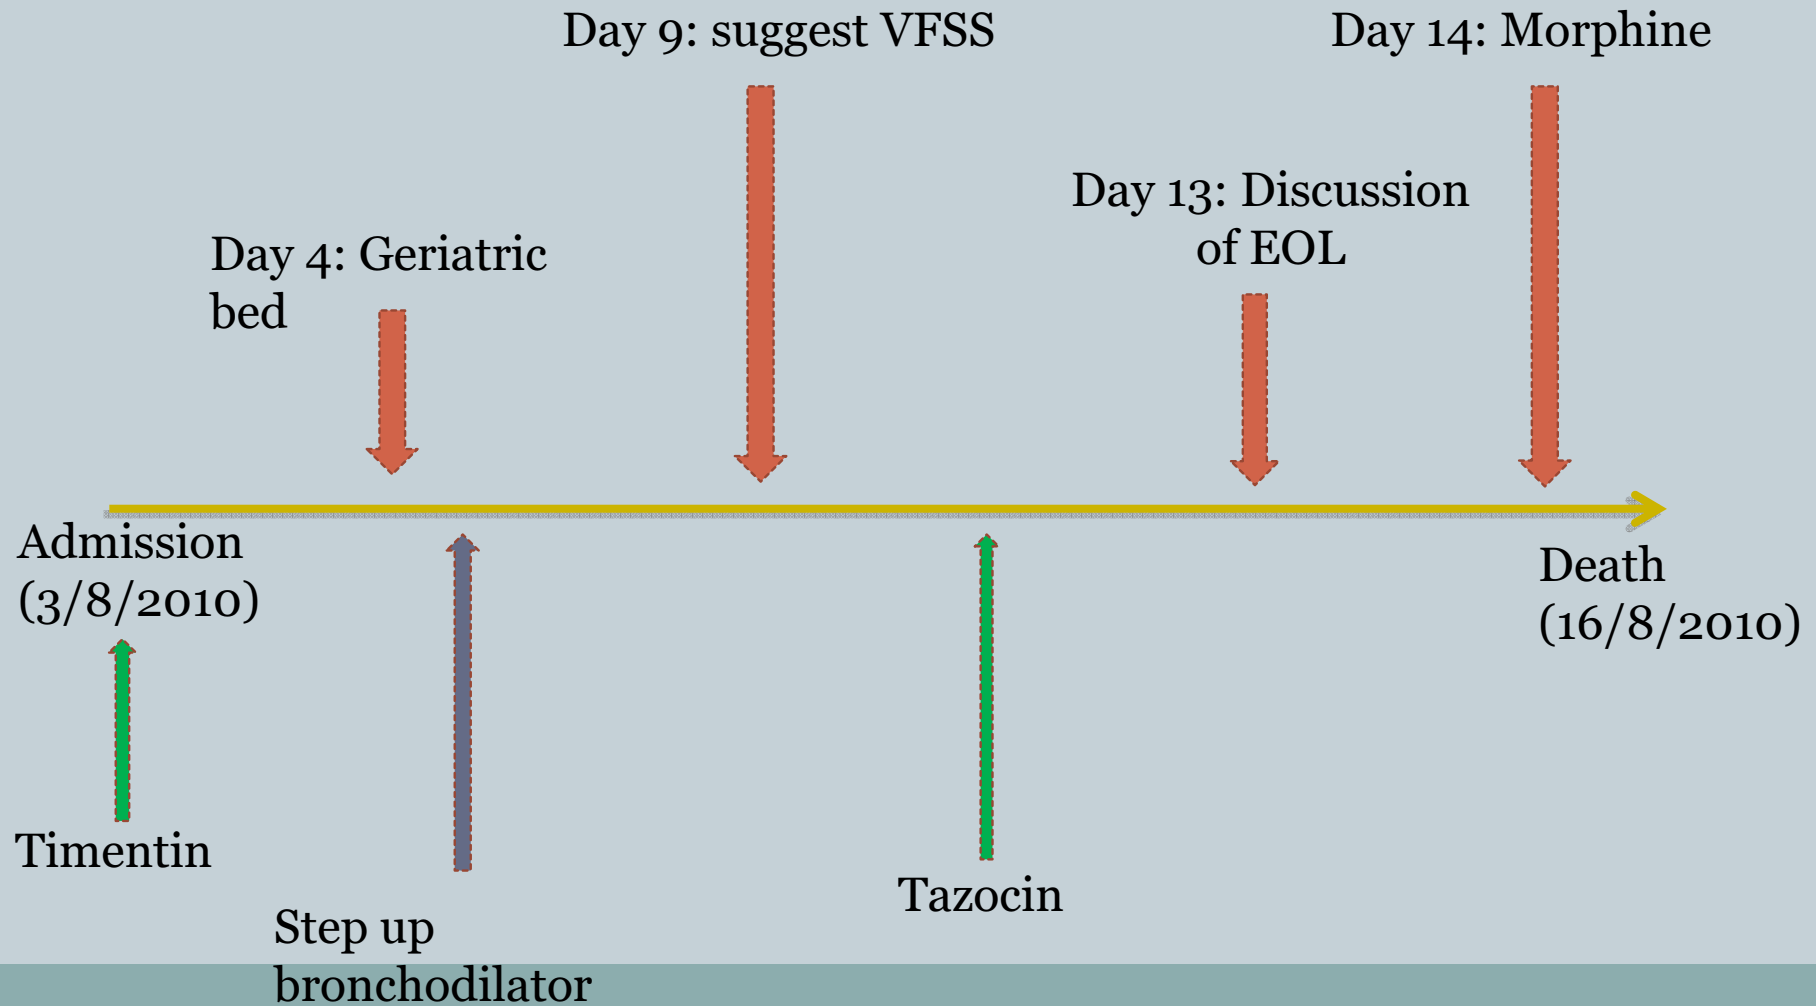 Day 9: suggest VFSS
Day 14: Morphine
Day 13: Discussion
of EOL
Day 4: Geriatric
bed
Admission
(3/8/2010)
Death
(16/8/2010)
Timentin
Tazocin
Step up
bronchodilator